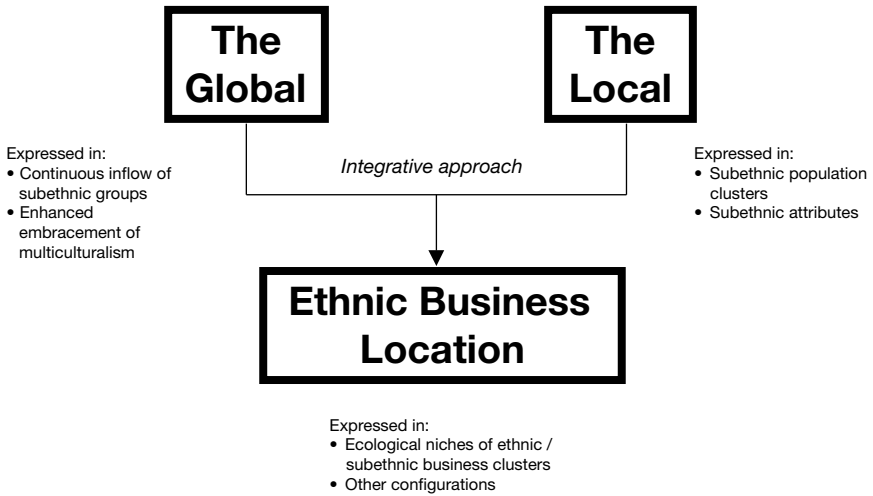 The
Global
The
Local
Expressed in:
• Continuous inflow of
subethnic groups
• Enhanced
embracement of
multiculturalism
Integrative approach
Expressed in:
• Subethnic population
clusters
• Subethnic attributes
Ethnic Business
Location
Expressed in:
• Ecological niches of ethnic /
subethnic business clusters
• Other configurations